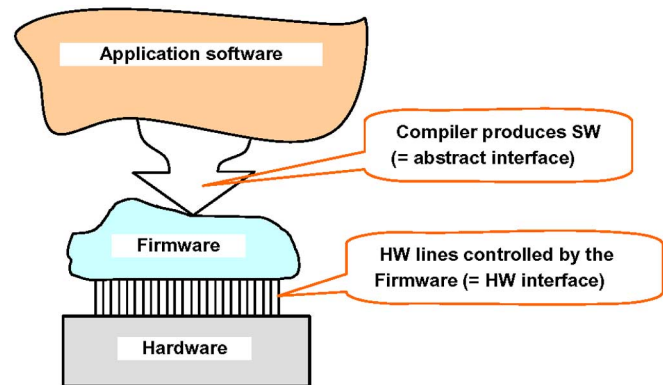 Application software
Compiler produces SW
(= abstract interface)
Firmware
HW lines controlled by the
Firmware (= HW interface)
Hardware